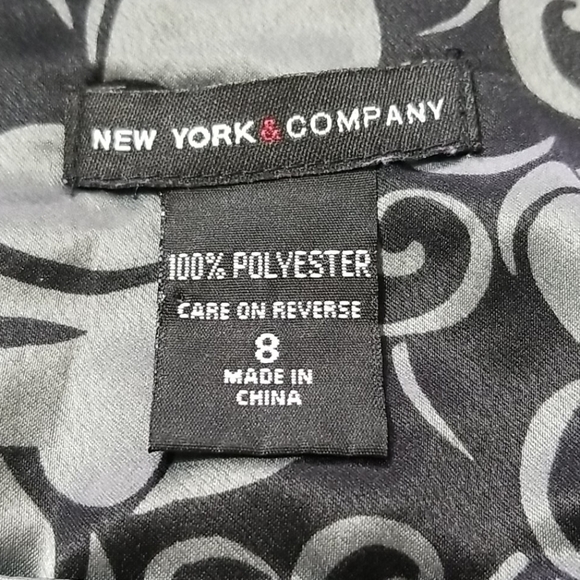 NEW YORK & COMPANY
100% POLYESTER
CARE ON REVERSE
8
MADE IN
CHINA